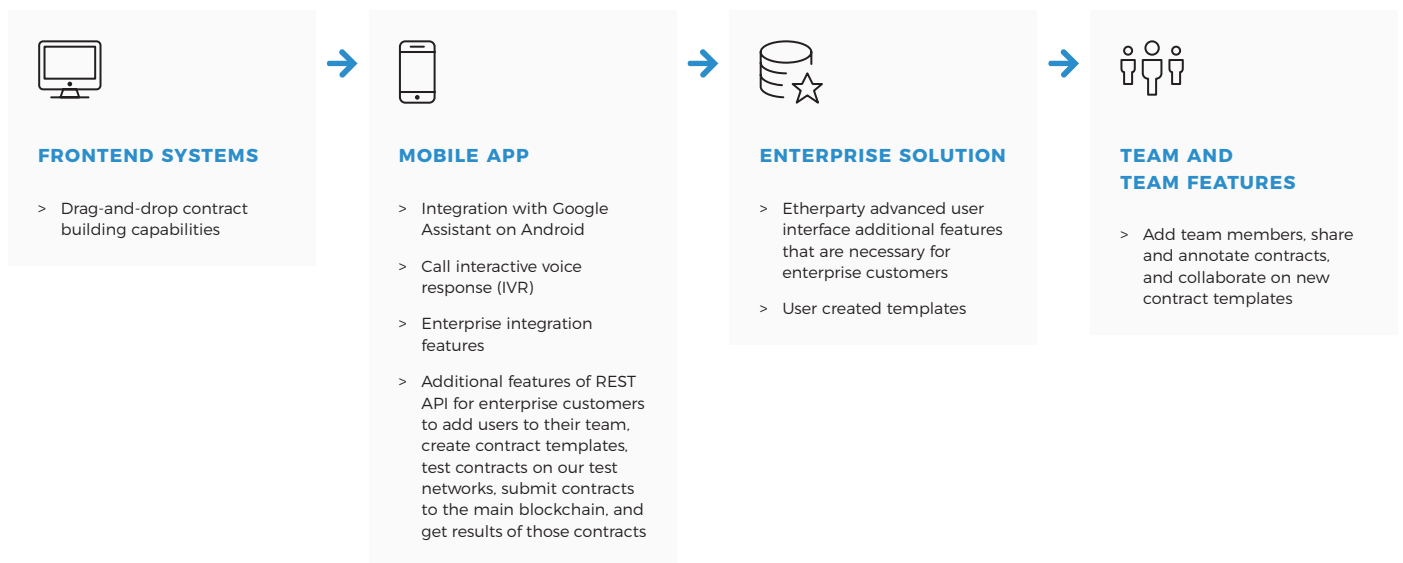 FRONTEND SYSTEMS
> Drag-and-drop contract
building capabilities
MOBILE APP
> Integration with Google
Assistant on Android
> Call interactive voice
response (IVR)
> Enterprise integration
features
> Additional features of REST
API for enterprise customers
to add users to their team,
create contract templates,
test contracts on our test
networks, submit contracts
to the main blockchain, and
get results of those contracts
ENTERPRISE SOLUTION
> Etherparty advanced user
interface additional features
that are necessary for
enterprise customers
> User created templates
TEAM AND
TEAM FEATURES
> Add team members, share
and annotate contracts,
and collaborate on new
contract templates